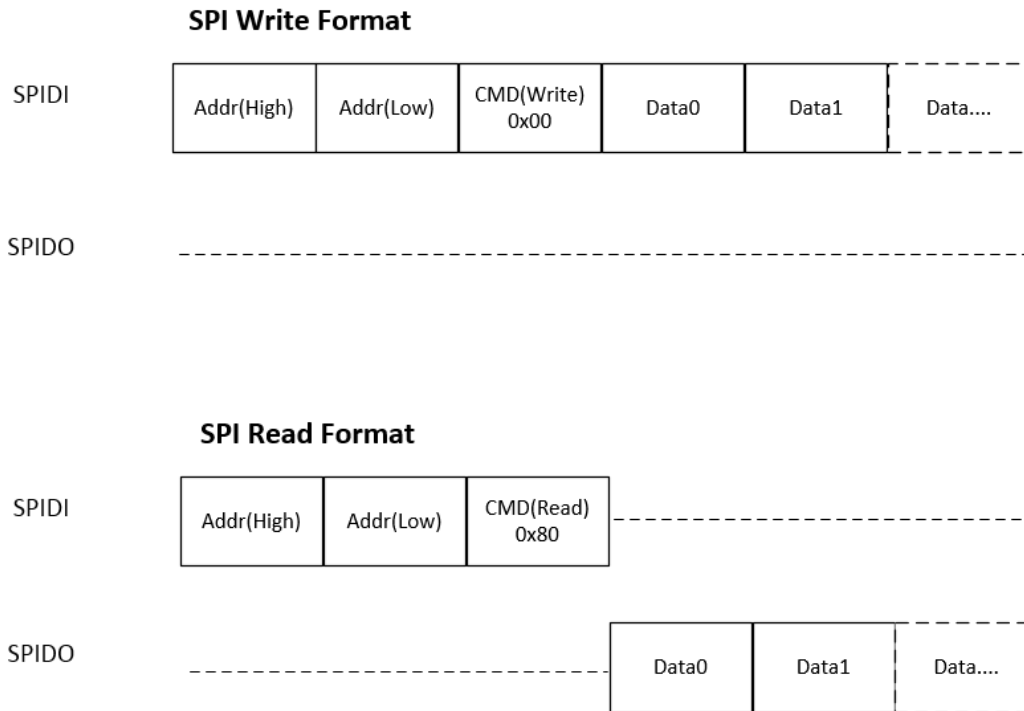 SPI Write Format
SPIDI
Addr(High)
Addr(Low)
CMD(Write)
0x00
Data0
Data1
Data....
SPIDO
SPI Read Format
SPIDI
Addr(High)
Addr(Low)
CMD(Read)
0x80
SPIDO
Data0
Data1
Data....